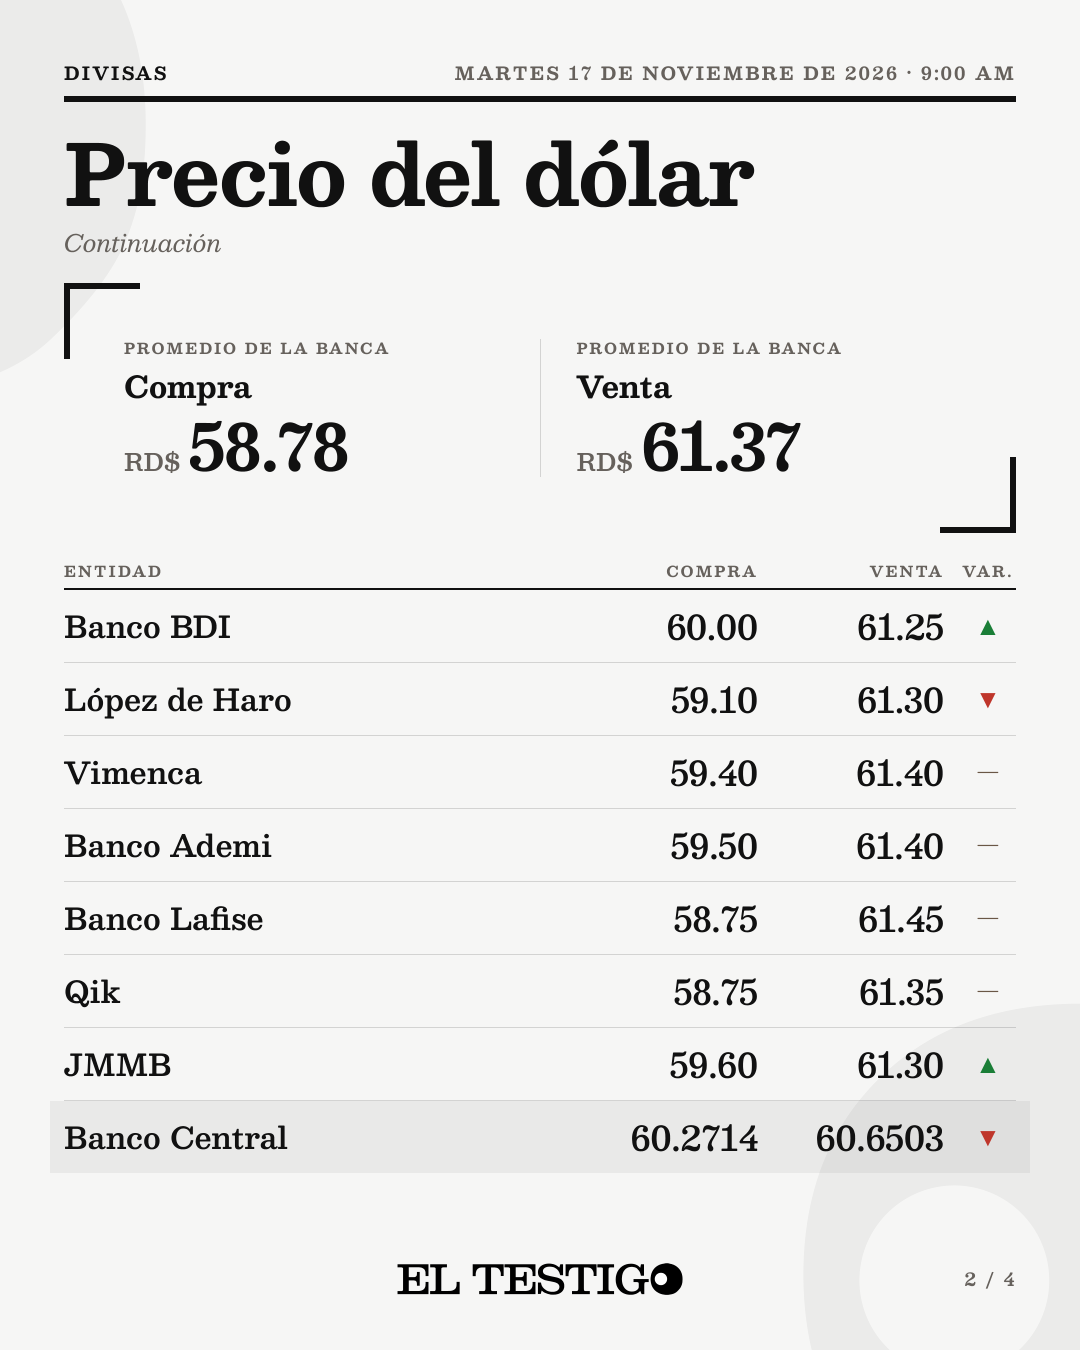 DIVISAS MARTES 17 DE NOVIEMBRE DE 2026 · 9:00 AM
Precio del dólar
Continuación
PROMEDIO DE LA BANCA
Compra
RD$ 58.78
PROMEDIO DE LA BANCA
Venta
RD$ 61.37
ENTIDAD COMPRA VENTA VAR.
Banco BDI 60.00 61.25 ▲
López de Haro 59.10 61.30 ▼
Vimenca 59.40 61.40 —
Banco Ademi 59.50 61.40 —
Banco Lafise 58.75 61.45 —
Qik 58.75 61.35 —
JMMB 59.60 61.30 ▲
Banco Central 60.2714 60.6503 ▼
EL TESTIGO
2 / 4